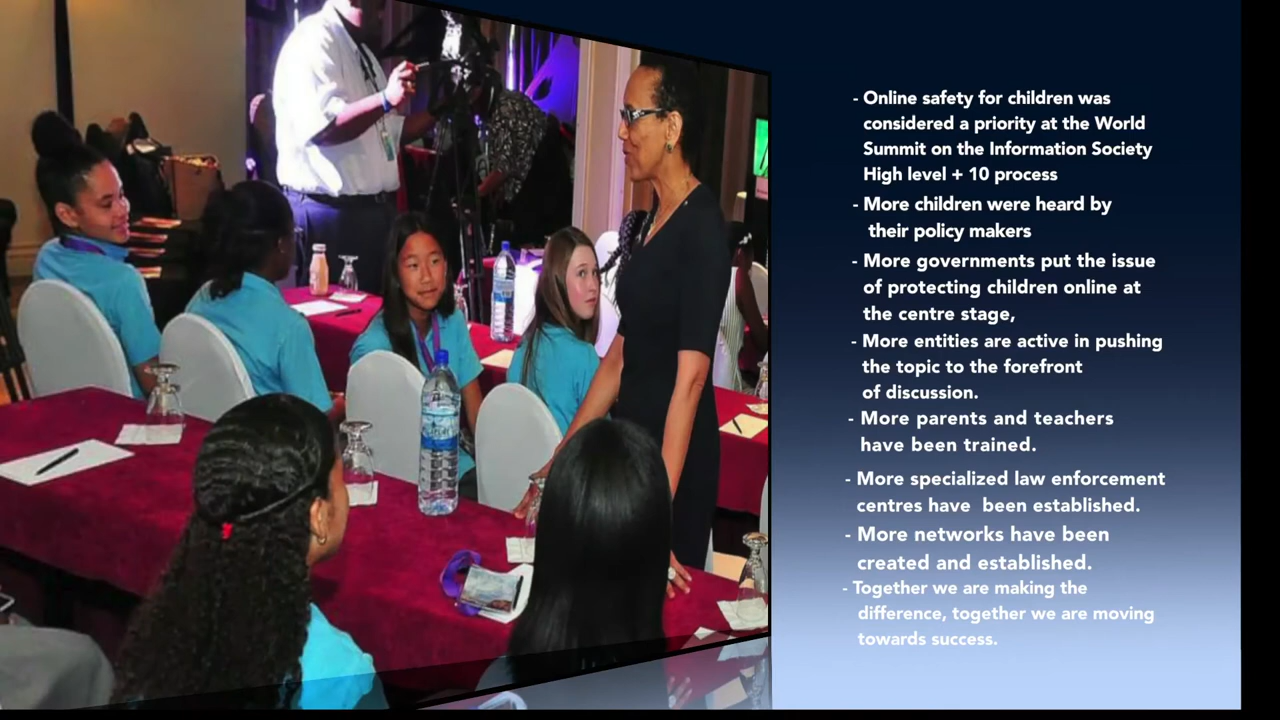 - Online safety for children was
considered a priority at the World
Summit on the Information Society
High level + 10 process
- More children were heard by
their policy makers
- More governments put the issue
of protecting children online at
the centre stage,
- More entities are active in pushing
the topic to the forefront
of discussion.
- More parents and teachers
have been trained.
- More specialized law enforcement
centres have been established.
- More networks have been
created and established.
- Together we are making the
difference, together we are moving
towards success.